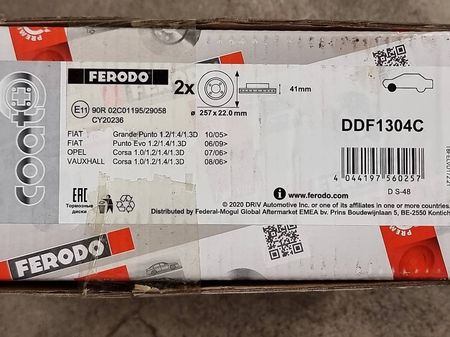 coat+
FERODO
2x
ø 257 x 22.0 mm
41mm
E11 90R 02C01195/29058
CY20236
DDF1304C
FIAT Grande Punto 1.2/1.4/1.3D 10/05>
FIAT Punto Evo 1.2/1.4/1.3D 06/09>
OPEL Corsa 1.0/1.2/1.4/1.3D 07/06>
VAUXHALL Corsa 1.0/1.2/1.4/1.3D 08/06>
4 044197 560257
D S-48
EAC
Тормозные
диски
i www.ferodo.com
© 2020 DRiV Automotive Inc. or one of its affiliates in one or more countries.
Distributed by Federal-Mogul Global Aftermarket EMEA bv. Prins Boudewijnlaan 5, BE-2550 Kontich
FERODO